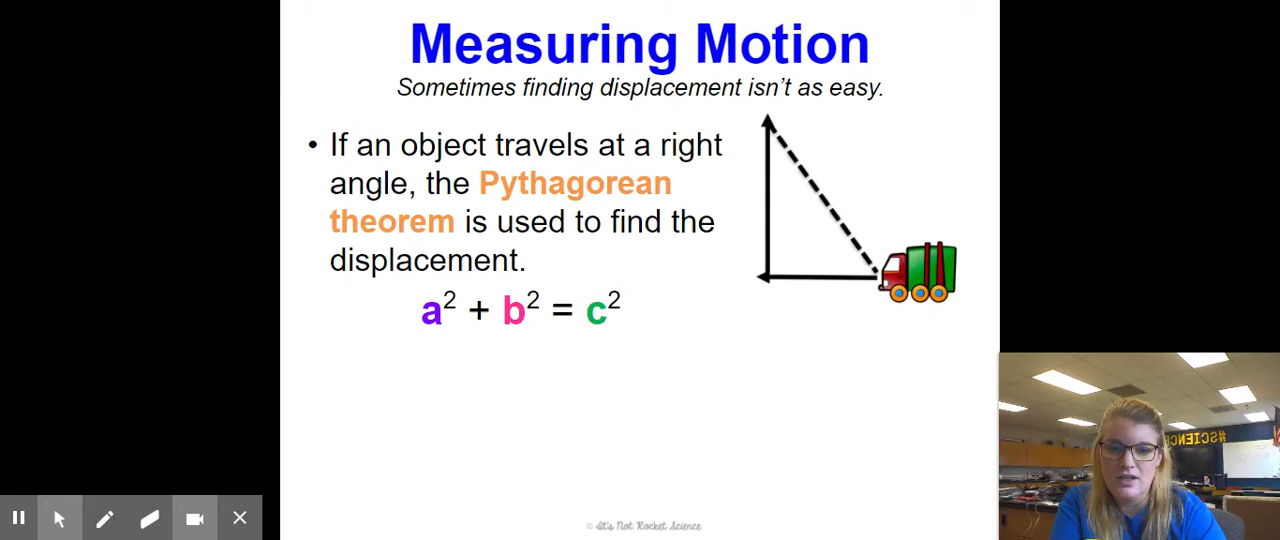 Measuring Motion
Sometimes finding displacement isn't as easy.
• If an object travels at a right
angle, the Pythagorean
theorem is used to find the
displacement.
a² + b² = c²
#SCIENC
© It's Not Rocket Science